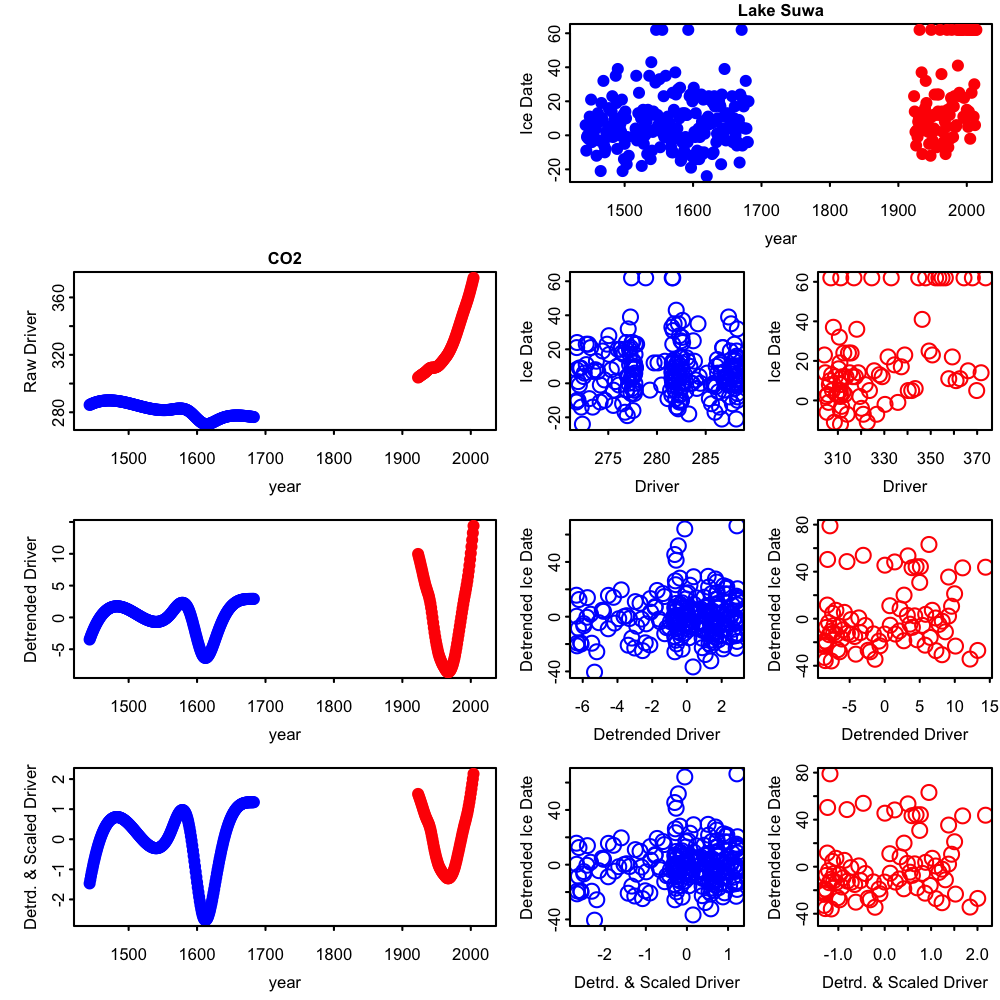 Lake Suwa
Ice Date
-20 0 20 40 60
1500 1600 1700 1800 1900 2000
year
CO2
Raw Driver
280 320 360
1500 1600 1700 1800 1900 2000
year
Ice Date
-20 0 20 40 60
275 280 285
Driver
Ice Date
0 20 40 60
310 330 350 370
Driver
Detrended Driver
-5 0 5 10
1500 1600 1700 1800 1900 2000
year
Detrended Ice Date
-40 0 40
-6 -4 -2 0 2
Detrended Driver
Detrended Ice Date
-40 0 40 80
-5 0 5 10 15
Detrended Driver
Detrd. & Scaled Driver
-2 -1 0 1 2
1500 1600 1700 1800 1900 2000
year
Detrended Ice Date
-40 0 40
-2 -1 0 1
Detrd. & Scaled Driver
Detrended Ice Date
-40 0 40 80
-1.0 0.0 1.0 2.0
Detrd. & Scaled Driver